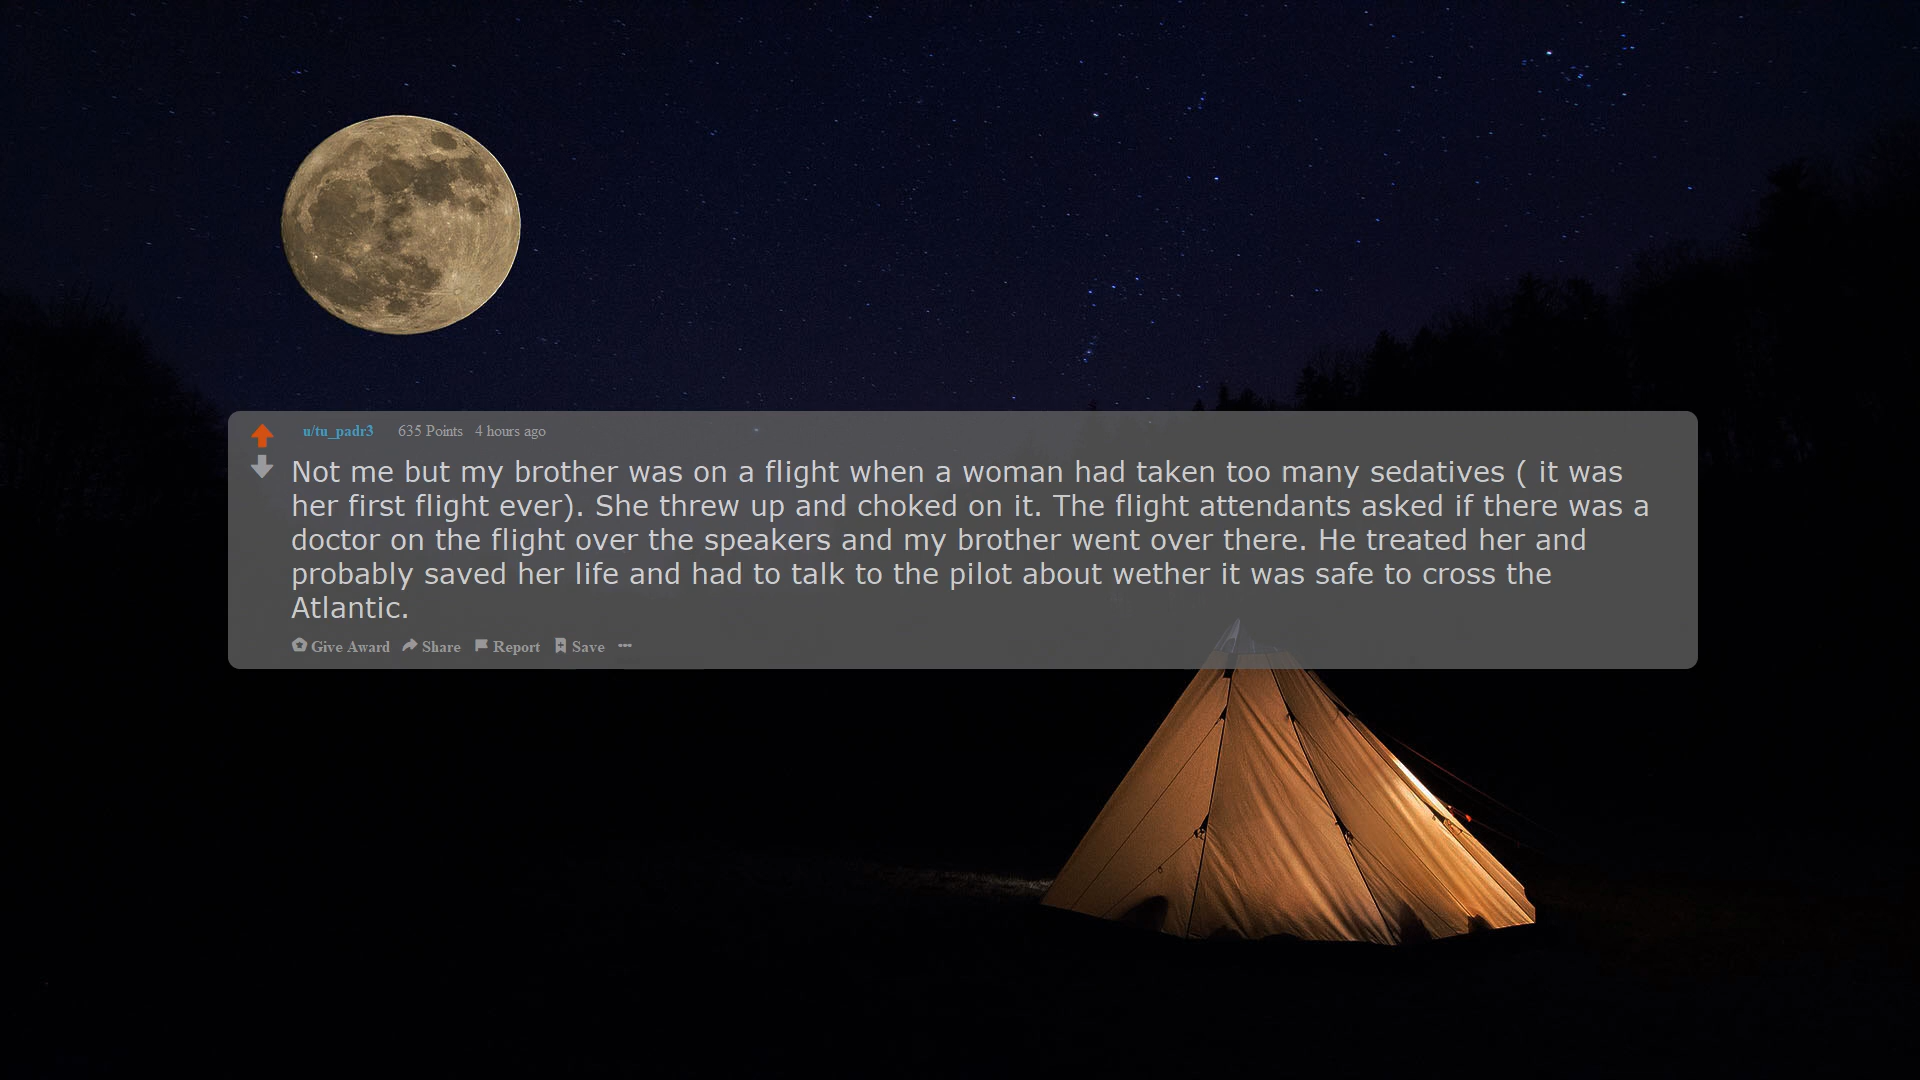 u/tu_padr3 635 Points 4 hours ago
Not me but my brother was on a flight when a woman had taken too many sedatives ( it was
her first flight ever). She threw up and choked on it. The flight attendants asked if there was a
doctor on the flight over the speakers and my brother went over there. He treated her and
probably saved her life and had to talk to the pilot about wether it was safe to cross the
Atlantic.
Give Award Share Report Save ···